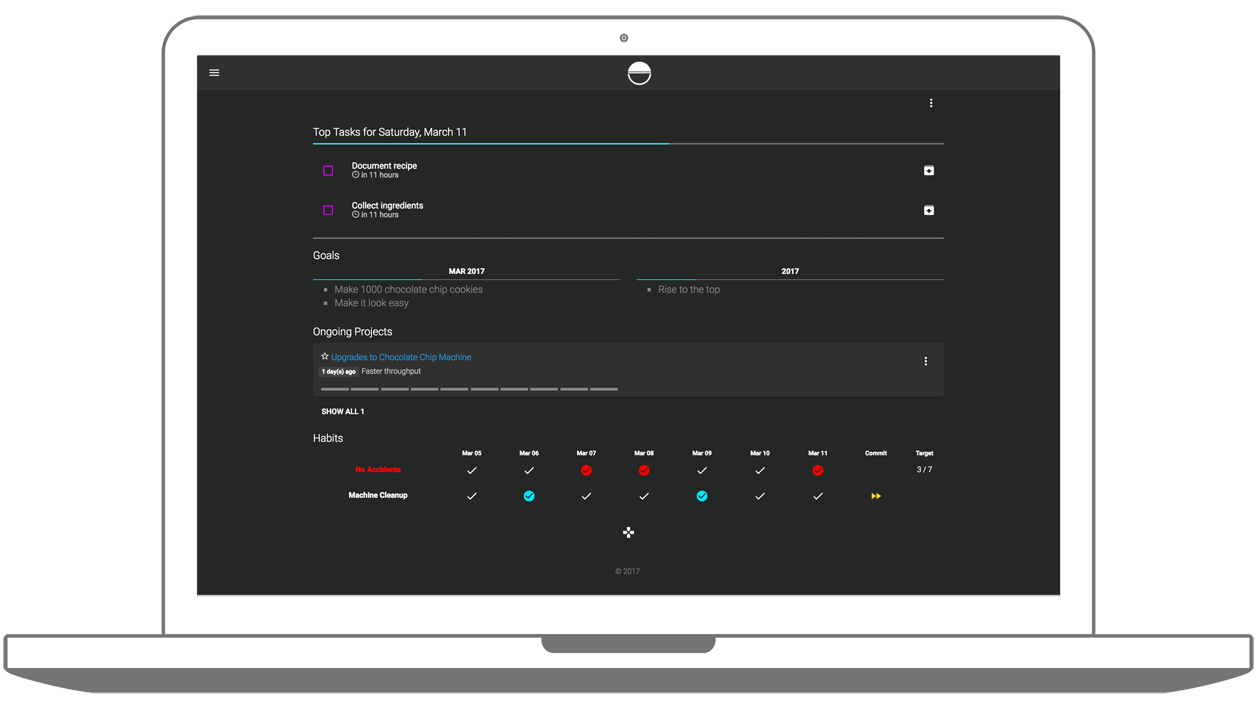 Top Tasks for Saturday, March 11
Document recipe
in 11 hours
Collect ingredients
in 11 hours
Goals
MAR 2017
2017
Make 1000 chocolate chip cookies
Rise to the top
Make it look easy
Ongoing Projects
Upgrades to Chocolate Chip Machine
1 day(s) ago Faster throughput
SHOW ALL 1
Habits
Mar 05 Mar 06 Mar 07 Mar 08 Mar 09 Mar 10 Mar 11 Commit Target
No Accidents 3 / 7
Machine Cleanup
© 2017